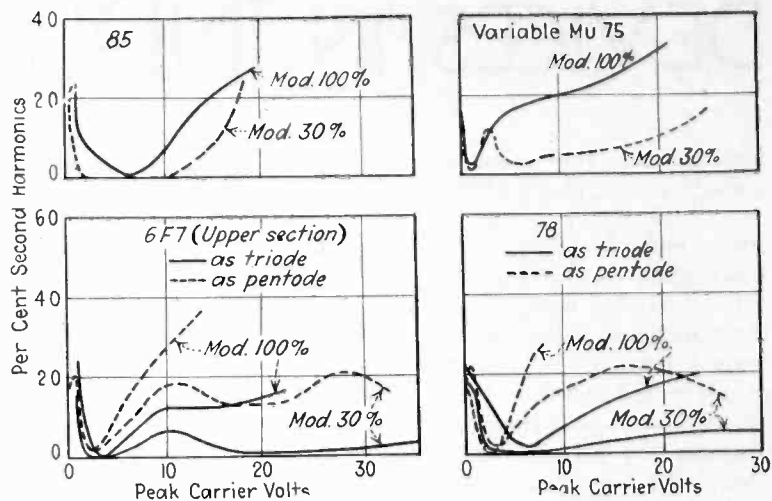 Per Cent Second Harmonics
40
20
0
85
Mod. 100%
Mod. 30%
Variable Mu 75
Mod. 100%
Mod. 30%
60
40
20
0
6F7 (Upper section)
as triode
as pentode
Mod. 100%
Mod. 30%
0 10 20 30
Peak Carrier Volts
78
as triode
as pentode
Mod. 100%
Mod. 30%
0 10 20 30
Peak Carrier Volts